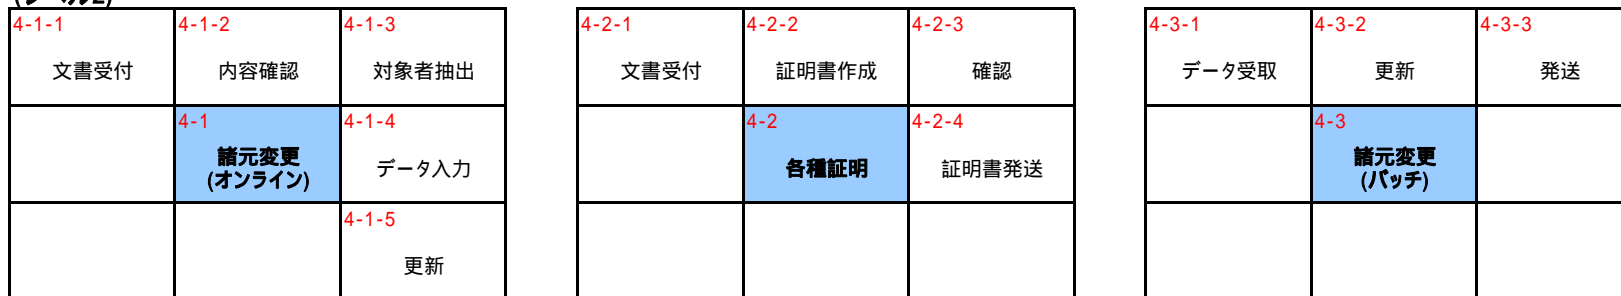 (レベル2)
4-1-1 4-1-2 4-1-3
文書受付 内容確認 対象者抽出
4-1 4-1-4
諸元変更
(オンライン)
データ入力
4-1-5
更新
4-2-1 4-2-2 4-2-3
文書受付 証明書作成 確認
4-2 4-2-4
各種証明 証明書発送
4-3-1 4-3-2 4-3-3
データ受取 更新 発送
4-3
諸元変更
(バッチ)